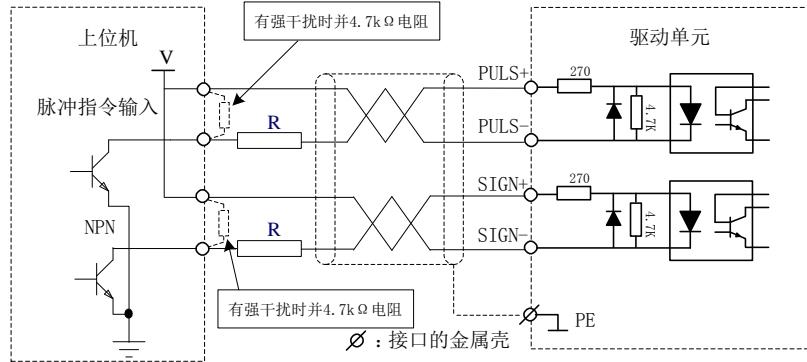 有强干扰时并4.7kΩ电阻
上位机
驱动单元
V
PULS+
270
脉冲指令输入
4.7K
R
PULS-
SIGN+
270
NPN
4.7K
R
SIGN-
有强干扰时并4.7kΩ电阻
PE
：接口的金属壳